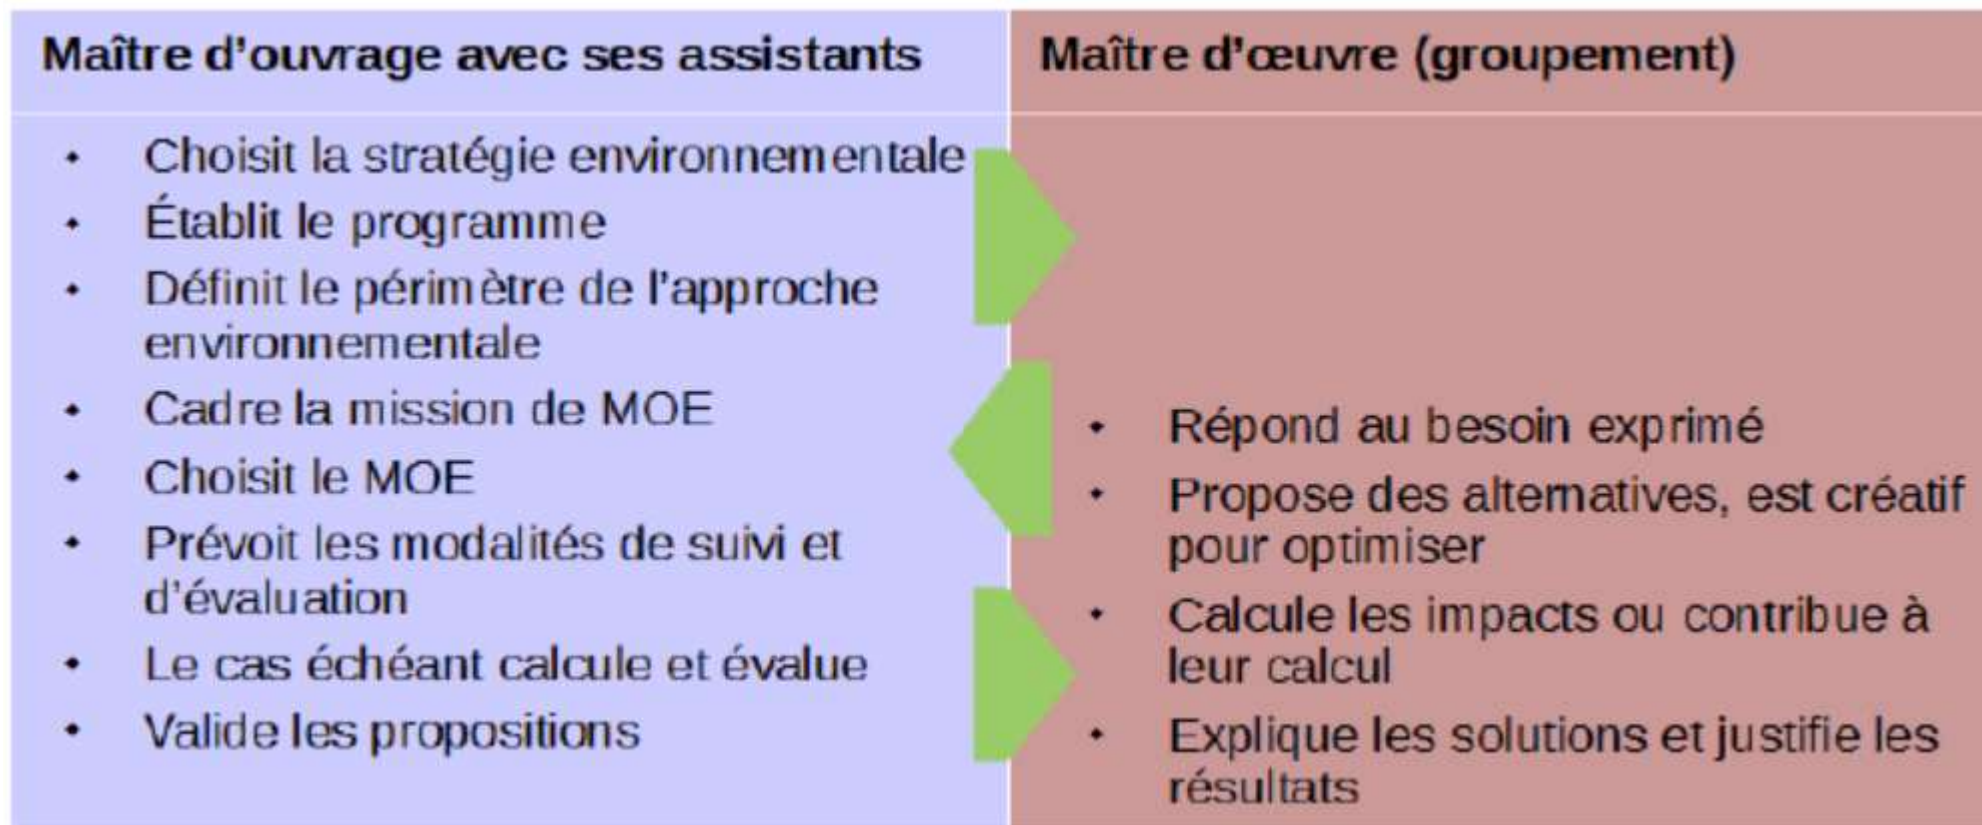 Maître d'ouvrage avec ses assistants
• Choisit la stratégie environnementale
• Établit le programme
• Définit le périmètre de l'approche
environnementale
• Cadre la mission de MOE
• Choisit le MOE
• Prévoit les modalités de suivi et
d'évaluation
• Le cas échéant calcule et évalue
• Valide les propositions
Maître d'œuvre (groupement)
• Répond au besoin exprimé
• Propose des alternatives, est créatif
pour optimiser
• Calcule les impacts ou contribue à
leur calcul
• Explique les solutions et justifie les
résultats